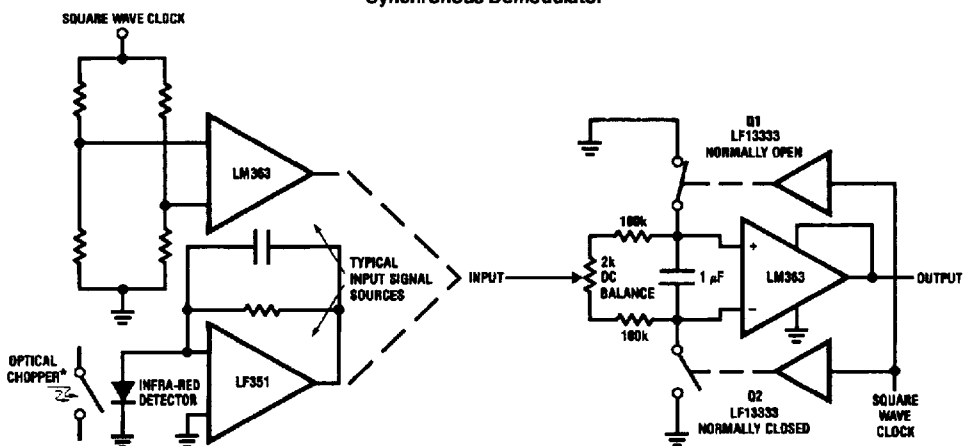 Synchronous Demodulator
SQUARE WAVE CLOCK
LM363
TYPICAL
INPUT SIGNAL
SOURCES
OPTICAL
CHOPPER*
INFRA-RED
DETECTOR
LF351
INPUT
100k
2k
DC
BALANCE
100k
1 μF
Q1
LF13333
NORMALLY OPEN
+
LM363
−
OUTPUT
Q2
LF13333
NORMALLY CLOSED
SQUARE
WAVE
CLOCK